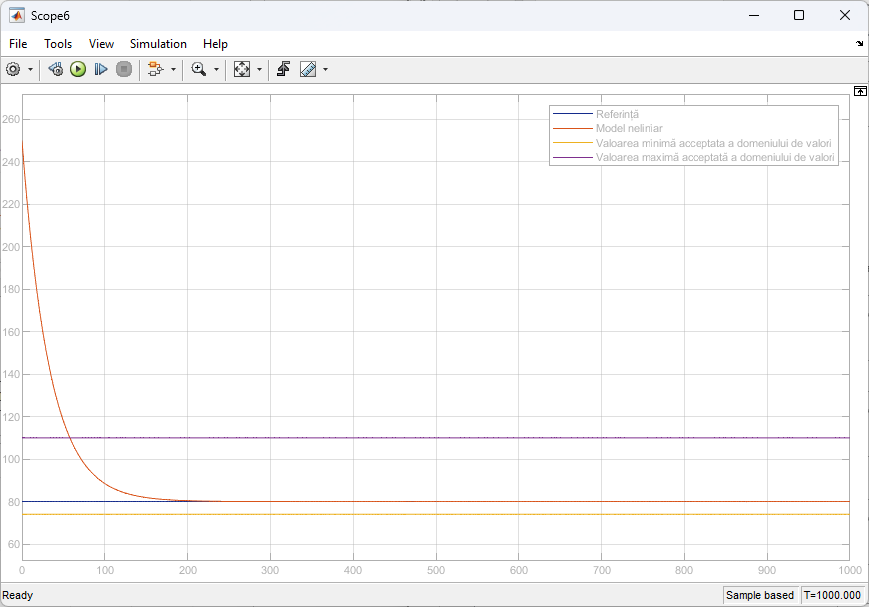 Scope6
File Tools View Simulation Help
Referință
Model neliniar
Valoarea minimă acceptata a domeniului de valori
Valoarea maximă acceptată a domeniului de valori
260
240
220
200
180
160
140
120
100
80
60
0 100 200 300 400 500 600 700 800 900 1000
Ready Sample based T=1000.000